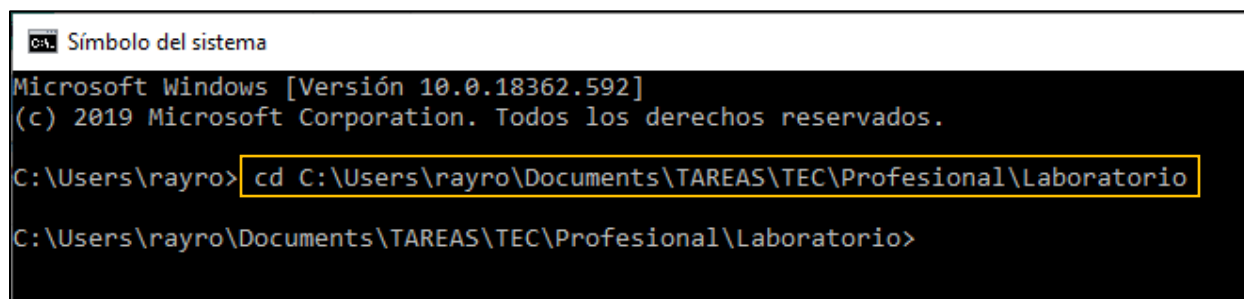 Símbolo del sistema
Microsoft Windows [Versión 10.0.18362.592]
(c) 2019 Microsoft Corporation. Todos los derechos reservados.
C:\Users\rayro> cd C:\Users\rayro\Documents\TAREAS\TEC\Profesional\Laboratorio
C:\Users\rayro\Documents\TAREAS\TEC\Profesional\Laboratorio>